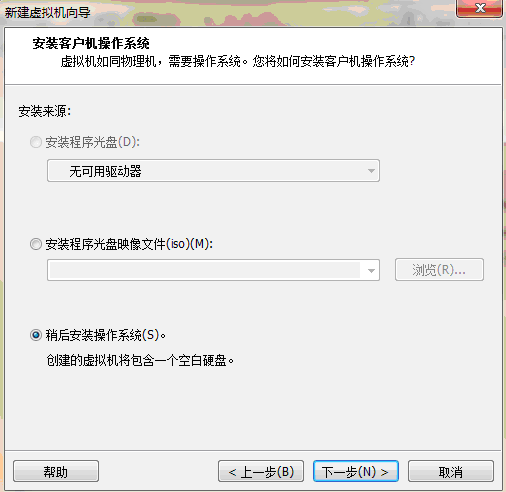 新建虚拟机向导
安装客户机操作系统
虚拟机如同物理机，需要操作系统。您将如何安装客户机操作系统?
安装来源:
安装程序光盘(D):
无可用驱动器
安装程序光盘映像文件(iso)(M):
浏览(R)...
稍后安装操作系统(S)。
创建的虚拟机将包含一个空白硬盘。
帮助
< 上一步(B)
下一步(N) >
取消